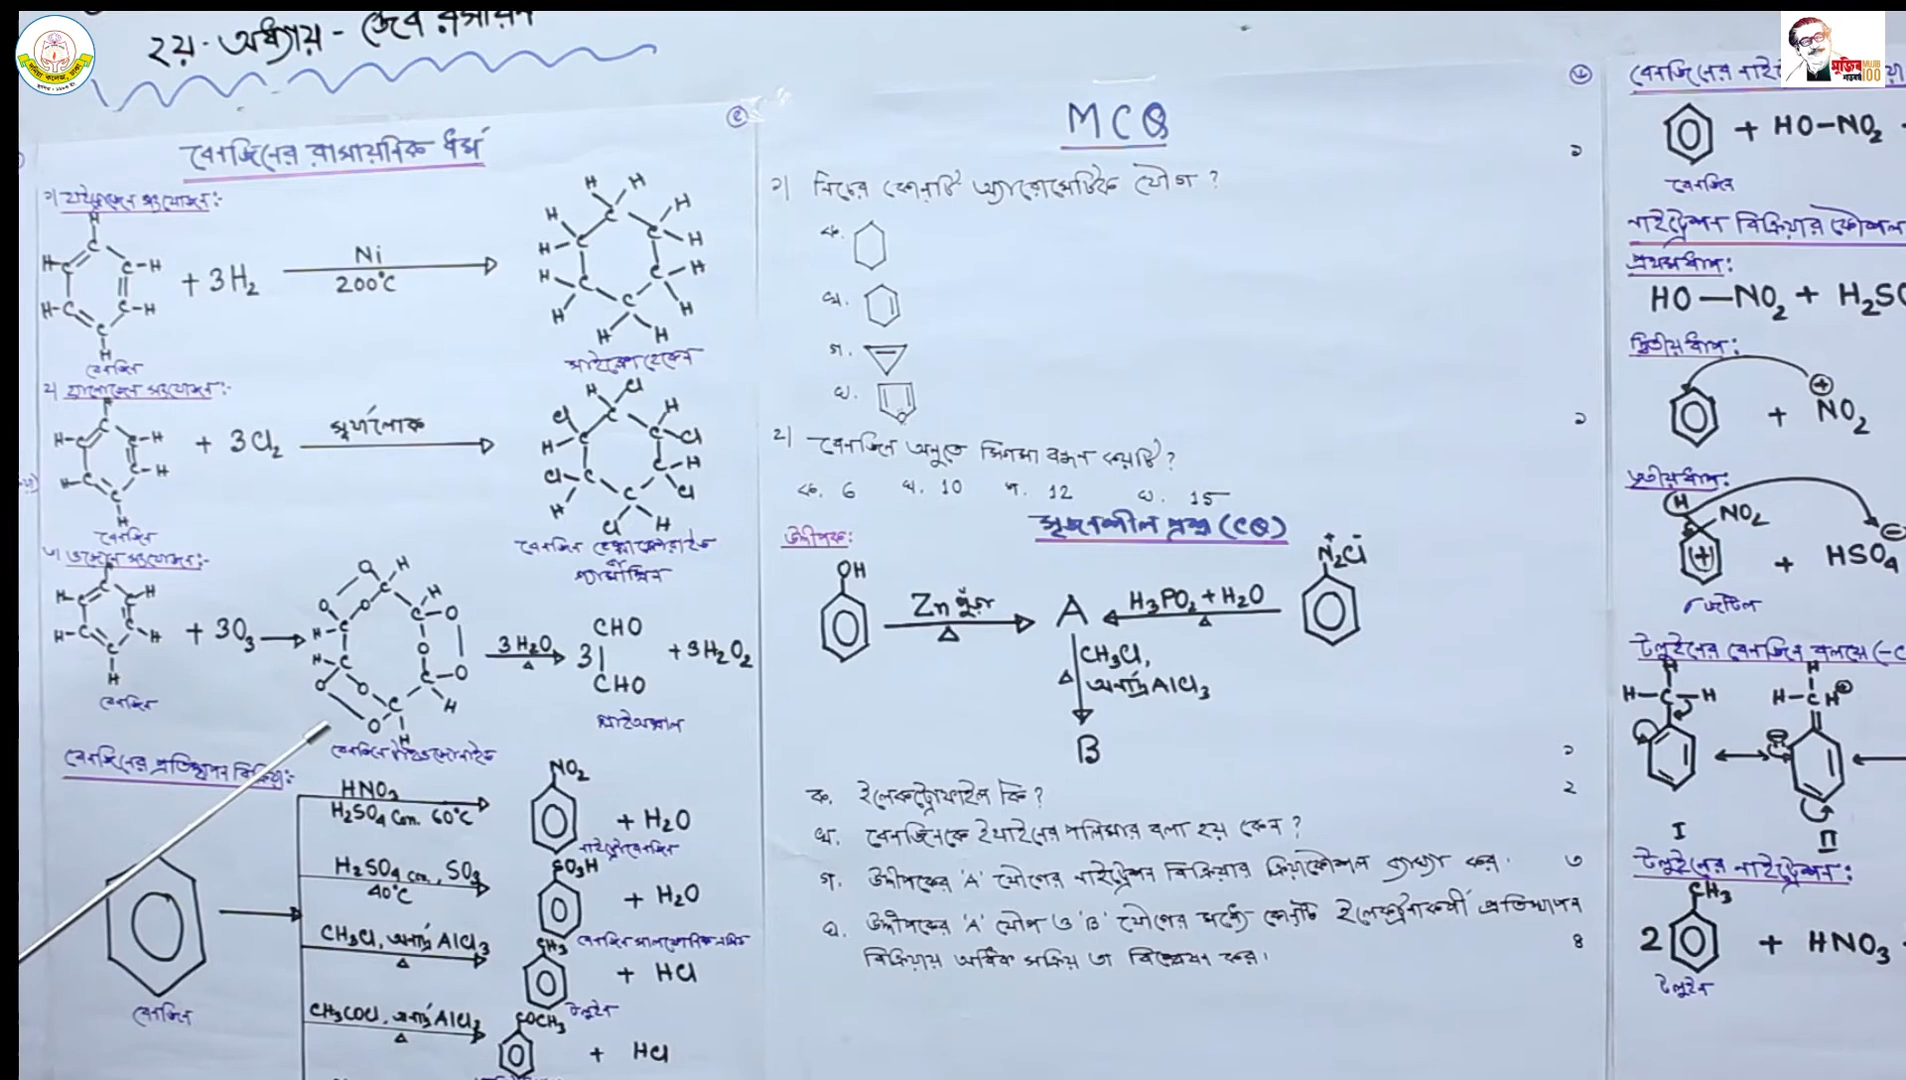 ২য়. অধ্যায় - জৈব রসায়ন
বেনজিনের রাসায়নিক ধর্ম
১) হাইড্রোজেন সংযোজন:-
+ 3H₂
Ni
200°C
বেনজিন
সাইক্লোহেক্সেন
২) হ্যালোজেন সংযোজন:-
+ 3Cl₂
সূর্যালোক
বেনজিন
বেনজিন হেক্সাক্লোরাইড
বা
গ্যামাক্সিন
৩) ওজোন সংযোজন:-
+ 3O₃
3H₂O
Δ
CHO
3 |
CHO
+ 3H₂O₂
বেনজিন
গ্লাইঅক্সাল
বেনজিনের প্রতিস্থাপন বিক্রিয়া:-
HNO₃
H₂SO₄ Con. 60°C
NO₂
+ H₂O
নাইট্রোবেনজিন
H₂SO₄ con, SO₃
40°C
SO₃H
+ H₂O
বেনজিন সালফোনিক এসিড
CH₃Cl, অনার্দ্র AlCl₃
Δ
CH₃
+ HCl
টলুইন
CH₃COCl, অনার্দ্র AlCl₃
Δ
COCH₃
+ HCl
বেনজিন
MCQ
১) নিচের কোনটি অ্যারোমেটিক যৌগ?
ক.
খ.
গ.
ঘ.
২) বেনজিন অনুতে সিগমা বন্ধন কয়টি?
ক. 6 খ. 10 গ. 12 ঘ. 15
সৃজনশীল প্রশ্ন (CQ)
উদ্দীপক:
OH
Zn গুঁড়া
Δ
A
H₃PO₂ + H₂O
Δ
N₂Cl
CH₃Cl,
Δ অনার্দ্র AlCl₃
B
ক. ইলেকট্রোফাইল কি? ১
খ. বেনজিনকে ইথাইনের পলিমার বলা হয় কেন? ২
গ. উদ্দীপকের 'A' যৌগের নাইট্রেশন বিক্রিয়ার ক্রিয়াকৌশল ব্যাখ্যা কর। ৩
ঘ. উদ্দীপকের 'A' যৌগ ও 'B' যৌগের মধ্যে কোনটি ইলেকট্রনাকর্ষী প্রতিস্থাপন
বিক্রিয়ায় অধিক সক্রিয় তা বিশ্লেষণ কর। ৪
+ HO-NO₂
বেনজিন
নাইট্রেশন বিক্রিয়ার কৌশল
প্রথম ধাপ:
HO-NO₂ +
দ্বিতীয় ধাপ:
+ NO₂
তৃতীয় ধাপ:
H
NO₂
+ HSO₄
টলুইনের বেনজিন বলয়ে
I
II
টলুইনের নাইট্রেশন:
CH₃
2 + HNO₃
টলুইন
মুজিব
MUJIB
100